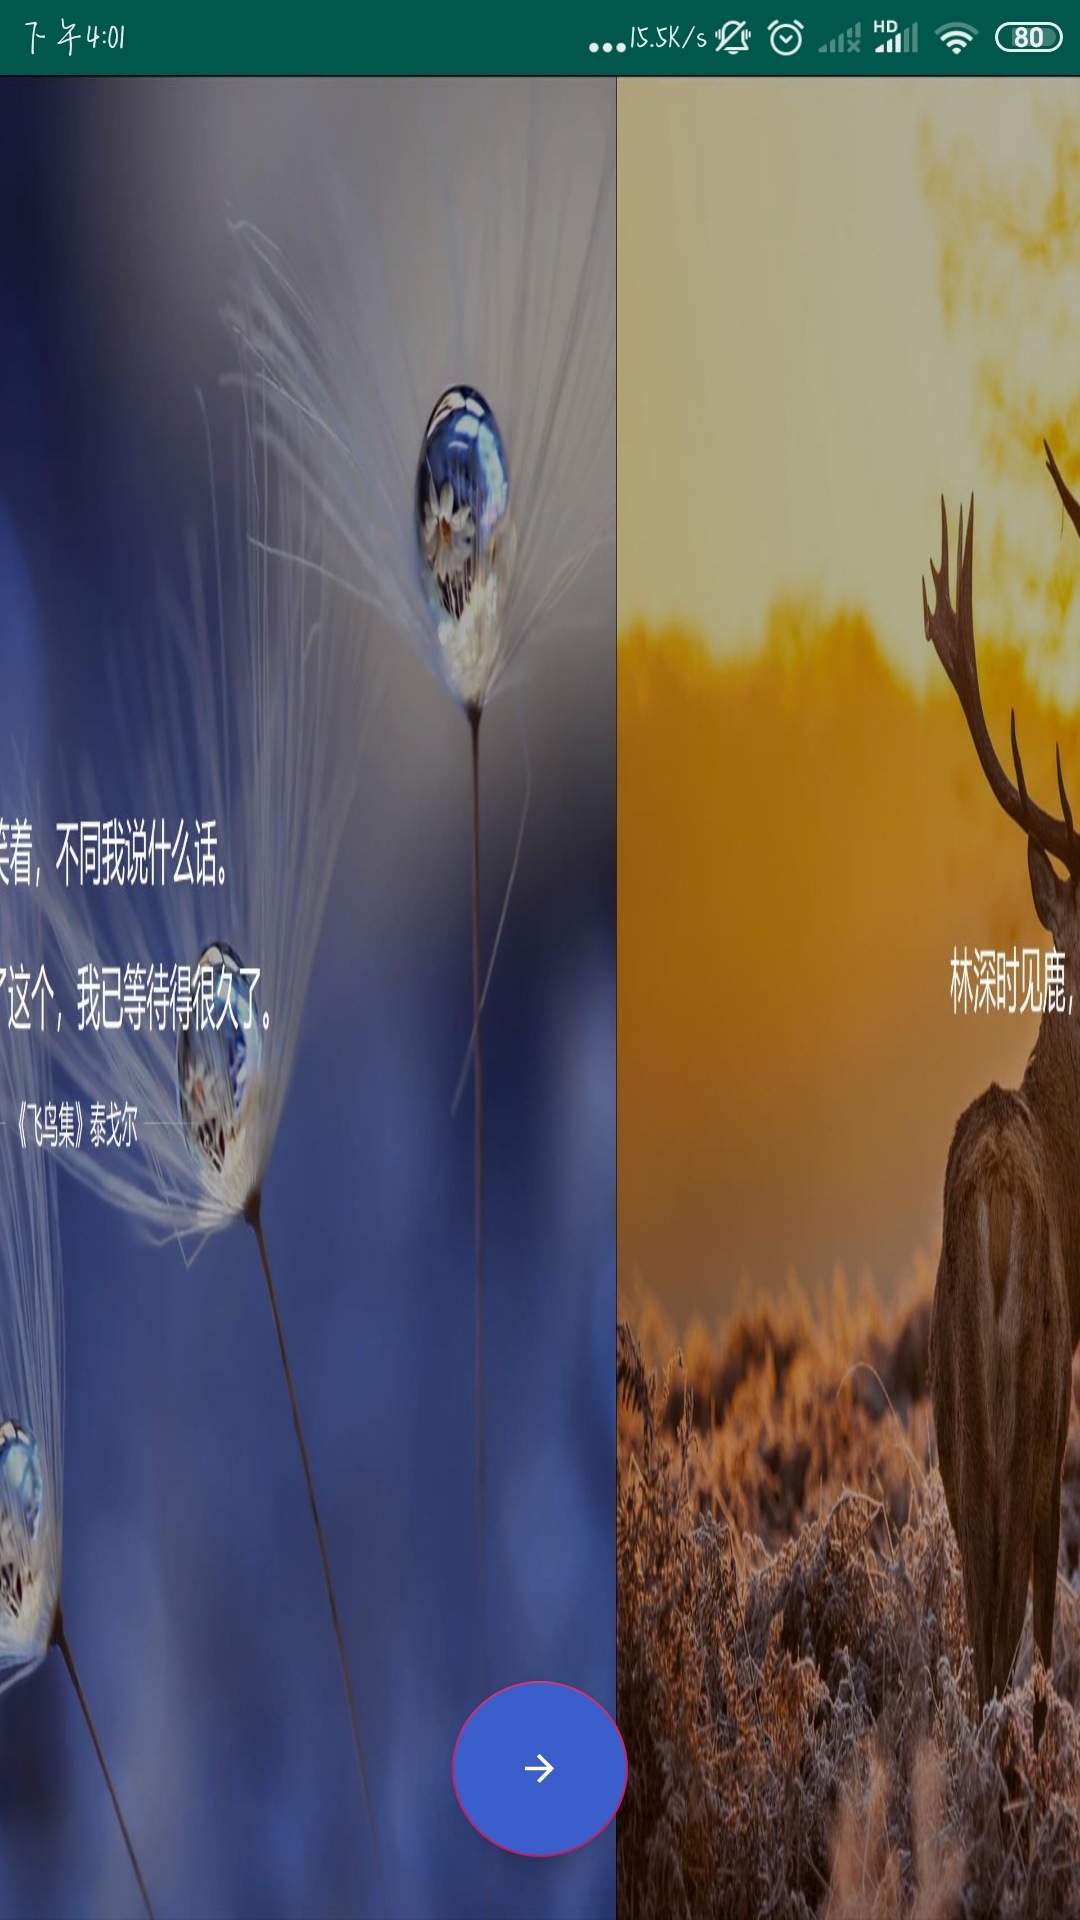 下午4:01
...15.5K/s
HD
80
笑着，不同我说什么话。
了这个，我已等待得很久了。
《飞鸟集》泰戈尔
林深时见鹿，